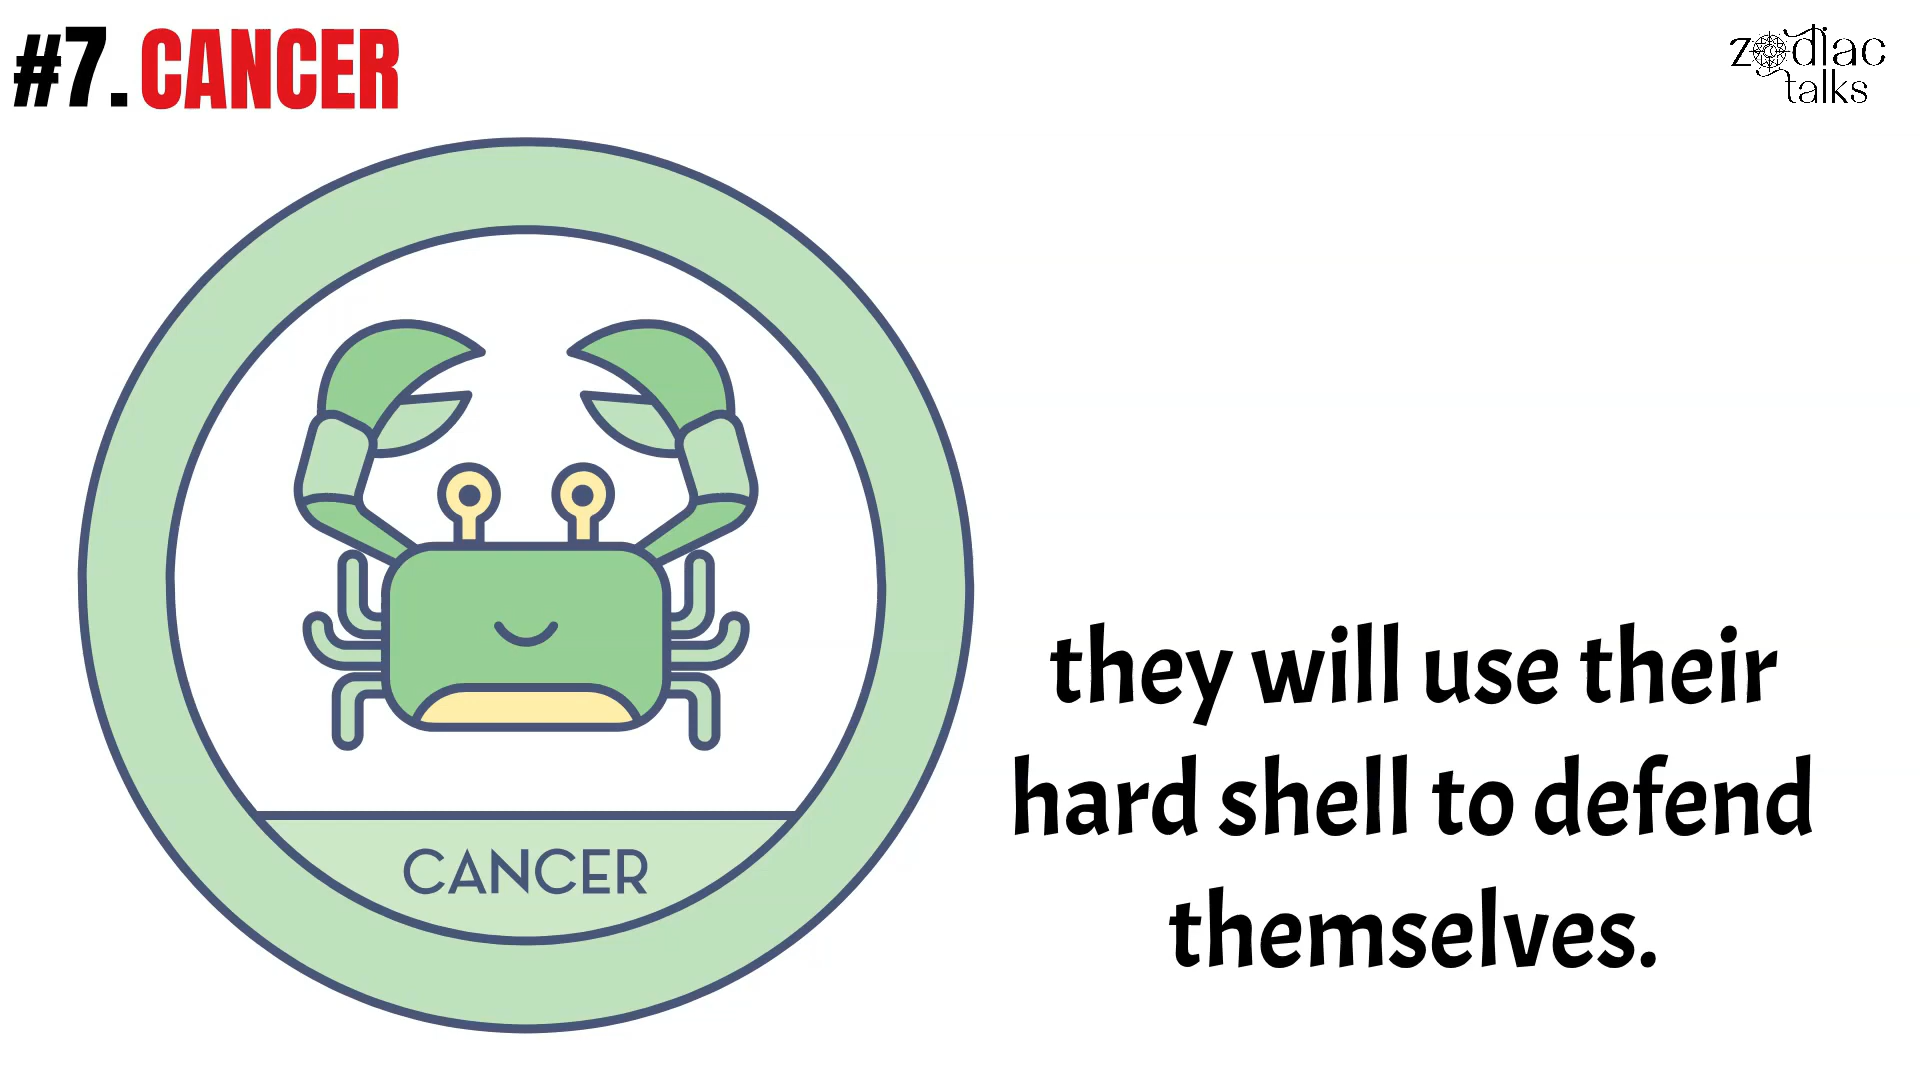 #7. CANCER
zodiac
talks
they will use their
hard shell to defend
themselves.
CANCER